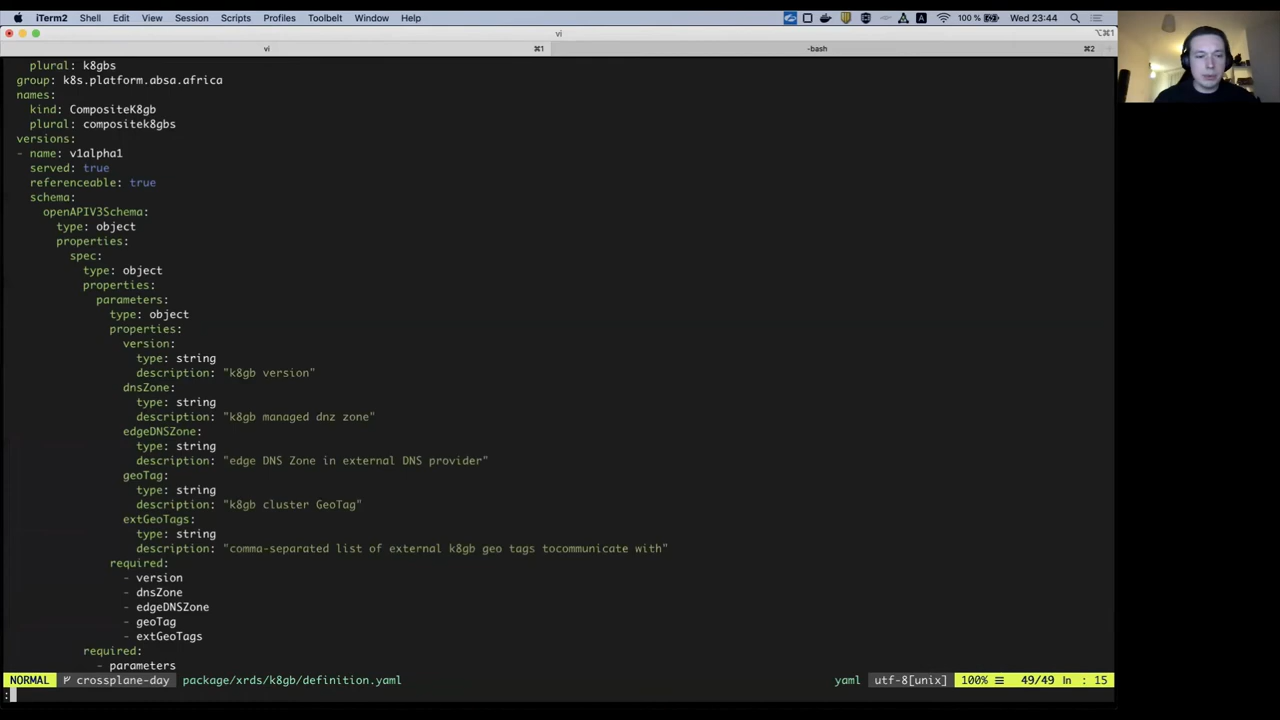 iTerm2 Shell Edit View Session Scripts Profiles Toolbelt Window Help 100 % Wed 23:44
vi ⌥⌘1
vi ⌘1 -bash ⌘2
plural: k8gbs
group: k8s.platform.absa.africa
names:
kind: CompositeK8gb
plural: compositek8gbs
versions:
- name: v1alpha1
served: true
referenceable: true
schema:
openAPIV3Schema:
type: object
properties:
spec:
type: object
properties:
parameters:
type: object
properties:
version:
type: string
description: "k8gb version"
dnsZone:
type: string
description: "k8gb managed dnz zone"
edgeDNSZone:
type: string
description: "edge DNS Zone in external DNS provider"
geoTag:
type: string
description: "k8gb cluster GeoTag"
extGeoTags:
type: string
description: "comma-separated list of external k8gb geo tags tocommunicate with"
required:
- version
- dnsZone
- edgeDNSZone
- geoTag
- extGeoTags
required:
- parameters
NORMAL crossplane-day package/xrds/k8gb/definition.yaml yaml utf-8[unix] 100% ☰ 49/49 ln : 15
: